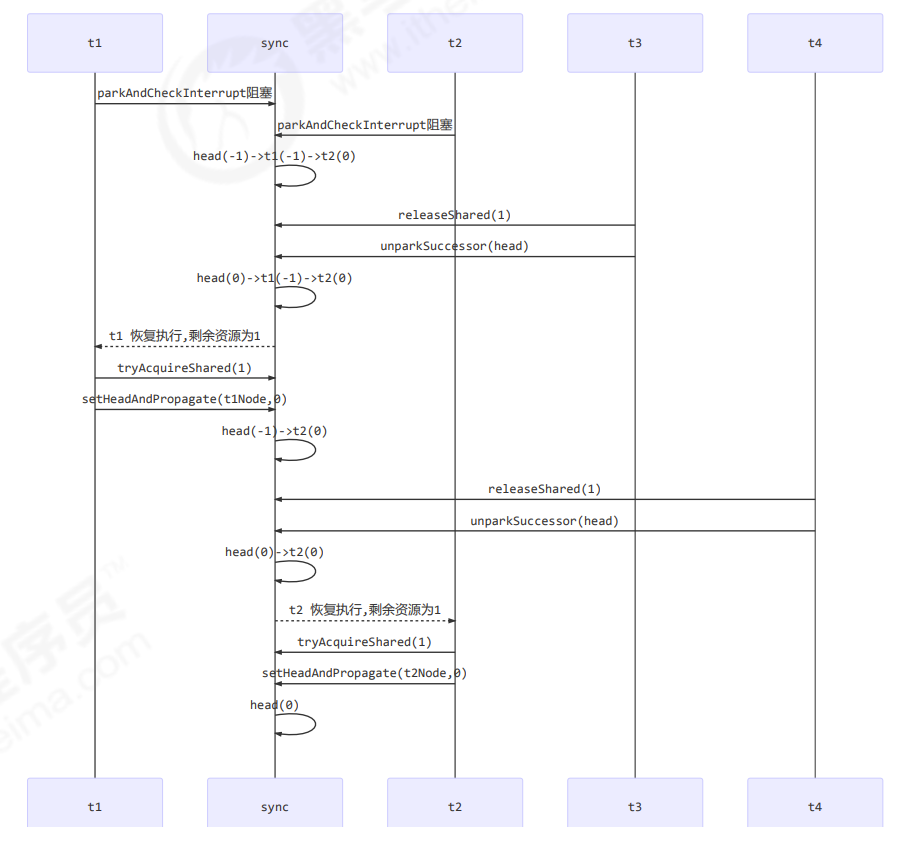 t1 sync t2 t3 t4
parkAndCheckInterrupt阻塞
parkAndCheckInterrupt阻塞
head(-1)->t1(-1)->t2(0)
releaseShared(1)
unparkSuccessor(head)
head(0)->t1(-1)->t2(0)
t1 恢复执行,剩余资源为1
tryAcquireShared(1)
setHeadAndPropagate(t1Node,0)
head(-1)->t2(0)
releaseShared(1)
unparkSuccessor(head)
head(0)->t2(0)
t2 恢复执行,剩余资源为1
tryAcquireShared(1)
setHeadAndPropagate(t2Node,0)
head(0)
t1 sync t2 t3 t4